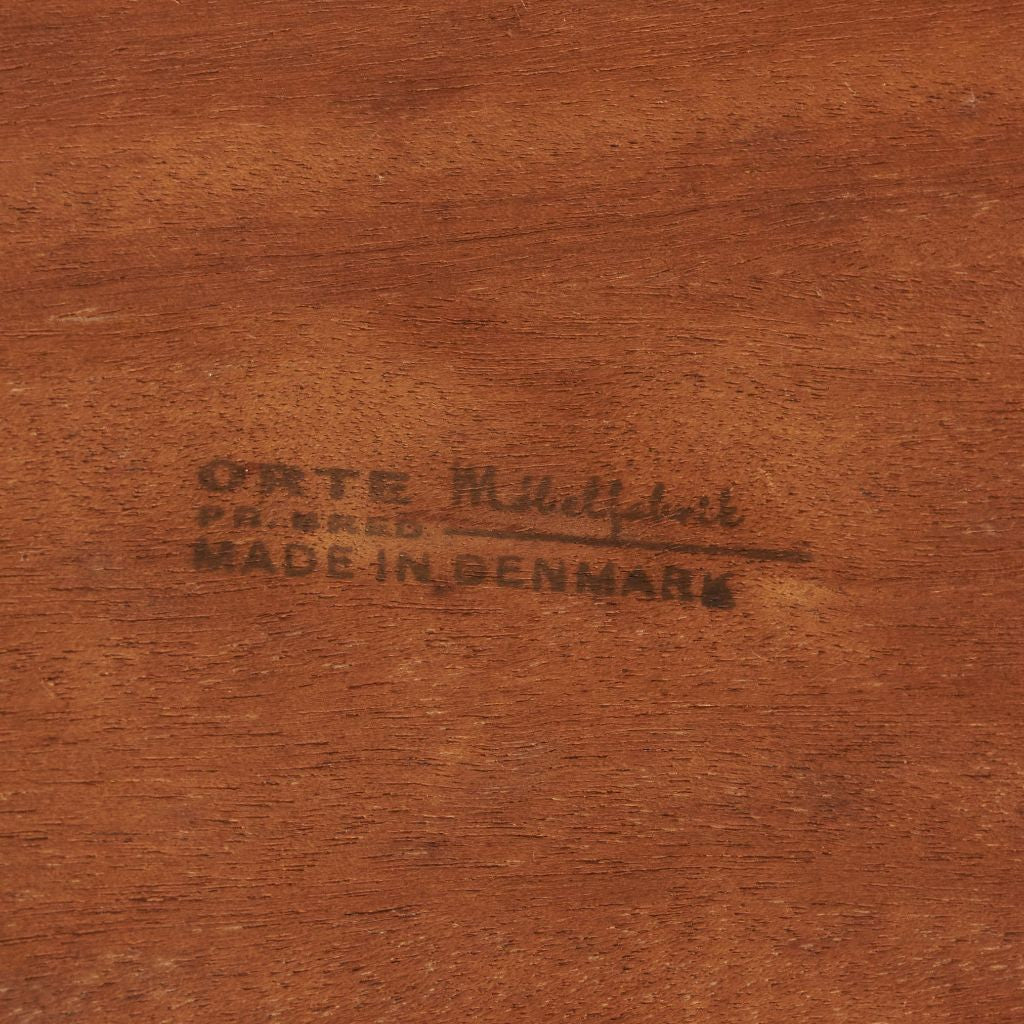 ORTE Møbelfabrik
PR. BRED
MADE IN DENMARK